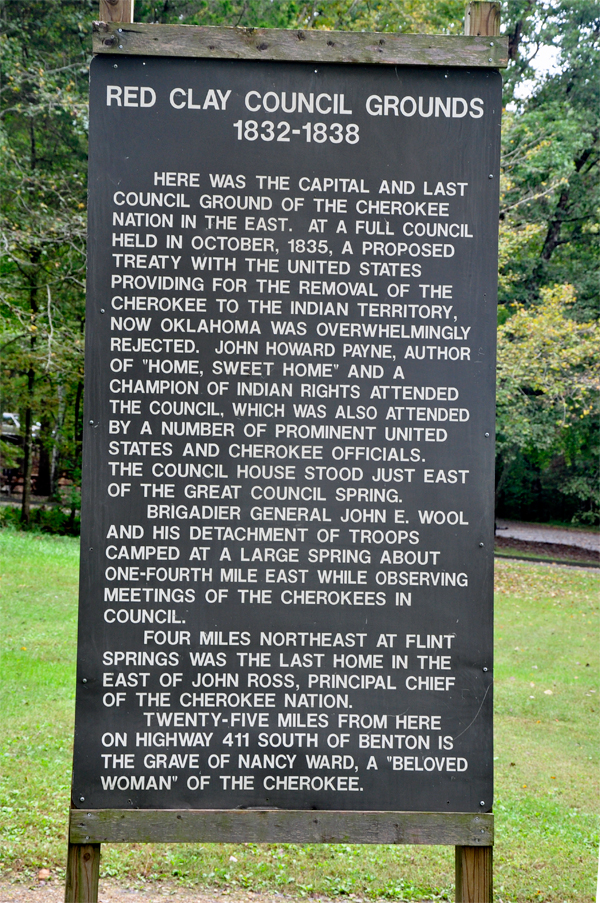 RED CLAY COUNCIL GROUNDS
1832-1838
HERE WAS THE CAPITAL AND LAST
COUNCIL GROUND OF THE CHEROKEE
NATION IN THE EAST. AT A FULL COUNCIL
HELD IN OCTOBER, 1835, A PROPOSED
TREATY WITH THE UNITED STATES
PROVIDING FOR THE REMOVAL OF THE
CHEROKEE TO THE INDIAN TERRITORY,
NOW OKLAHOMA WAS OVERWHELMINGLY
REJECTED. JOHN HOWARD PAYNE, AUTHOR
OF "HOME, SWEET HOME" AND A
CHAMPION OF INDIAN RIGHTS ATTENDED
THE COUNCIL, WHICH WAS ALSO ATTENDED
BY A NUMBER OF PROMINENT UNITED
STATES AND CHEROKEE OFFICIALS.
THE COUNCIL HOUSE STOOD JUST EAST
OF THE GREAT COUNCIL SPRING.
BRIGADIER GENERAL JOHN E. WOOL
AND HIS DETACHMENT OF TROOPS
CAMPED AT A LARGE SPRING ABOUT
ONE-FOURTH MILE EAST WHILE OBSERVING
MEETINGS OF THE CHEROKEES IN
COUNCIL.
FOUR MILES NORTHEAST AT FLINT
SPRINGS WAS THE LAST HOME IN THE
EAST OF JOHN ROSS, PRINCIPAL CHIEF
OF THE CHEROKEE NATION.
TWENTY-FIVE MILES FROM HERE
ON HIGHWAY 411 SOUTH OF BENTON IS
THE GRAVE OF NANCY WARD, A "BELOVED
WOMAN" OF THE CHEROKEE.